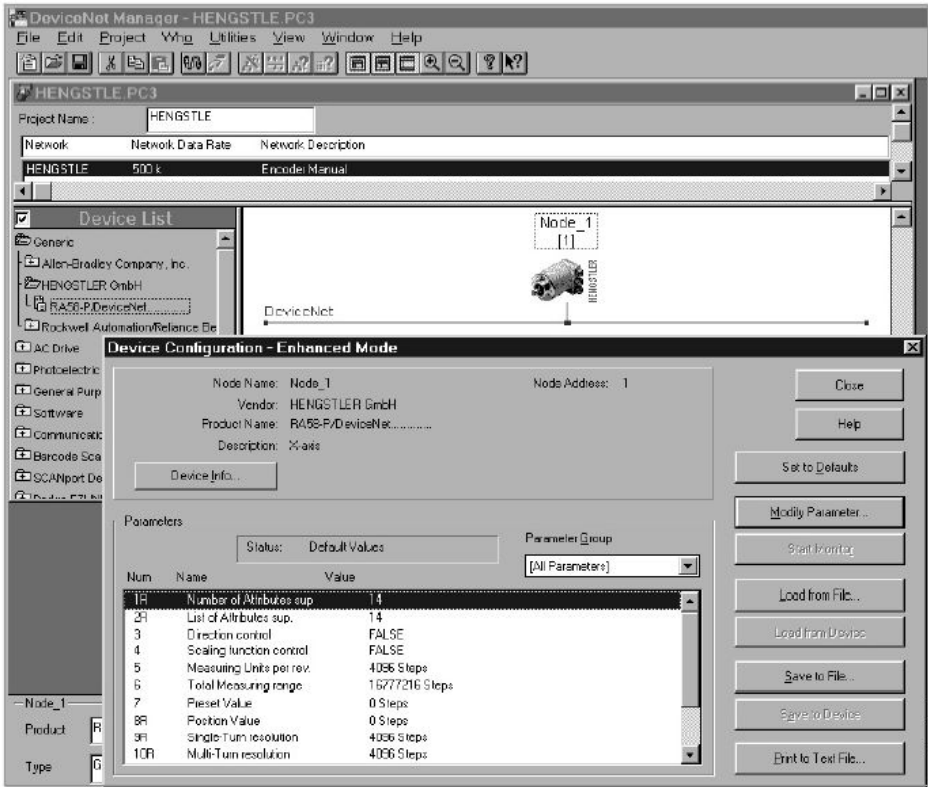 DeviceNet Manager - HENGSTLE.PC3
File Edit Project Who Utilities View Window Help
HENGSTLE.PC3
Project Name : HENGSTLE
Network Network Data Rate Network Description
HENGSTLE 500 k Encoder Manual
Device List
Generic
Allen-Bradley Company, Inc.
HENGSTLER GmbH
RA58-P/DeviceNet............
Rockwell Automation/Reliance Be
AC Drive
Photoelectric
General Purp
Software
Communicatic
Barcode Sca
SCANport De
Node_1
[1]
HENGSTLER
DeviceNet
Device Configuration - Enhanced Mode
Node Name: Node_1 Node Address: 1
Vendor: HENGSTLER GmbH
Product Name: RA58-P/DeviceNet............
Description: X-axis
Device Info...
Close
Help
Set to Defaults
Modify Parameter...
Start Monitor
Load from File...
Load from Device
Save to File...
Save to Device
Print to Text File...
Parameters
Status: Default Values
Parameter Group
[All Parameters]
Num Name Value
1R Number of Attributes sup 14
2R List of Attributes sup. 14
3 Direction control FALSE
4 Scaling function control FALSE
5 Measuring Units per rev. 4096 Steps
6 Total Measuring range 16777216 Steps
7 Preset Value 0 Steps
8R Position Value 0 Steps
9R Single-Turn resolution 4096 Steps
10R Multi-Turn resolution 4096 Steps
Node_1
Product R
Type G